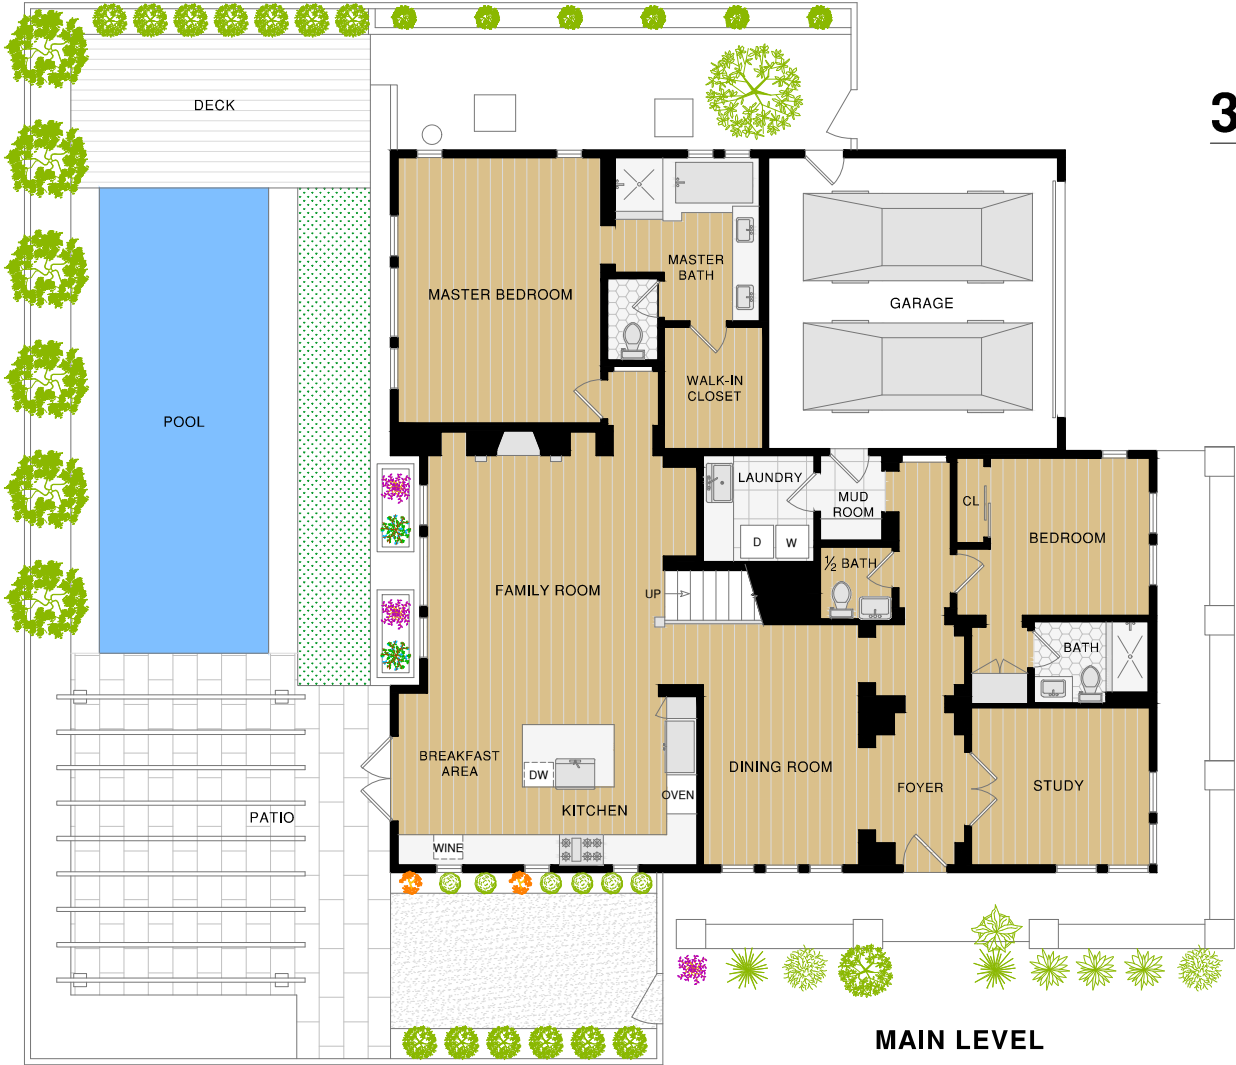 DECK
3
MASTER
BATH
MASTER BEDROOM
GARAGE
WALK-IN
CLOSET
POOL
LAUNDRY
MUD
ROOM
CL
BEDROOM
D
W
½ BATH
FAMILY ROOM
UP
BATH
BREAKFAST
AREA
DINING ROOM
DW
STUDY
FOYER
OVEN
KITCHEN
PATIO
WINE
MAIN LEVEL